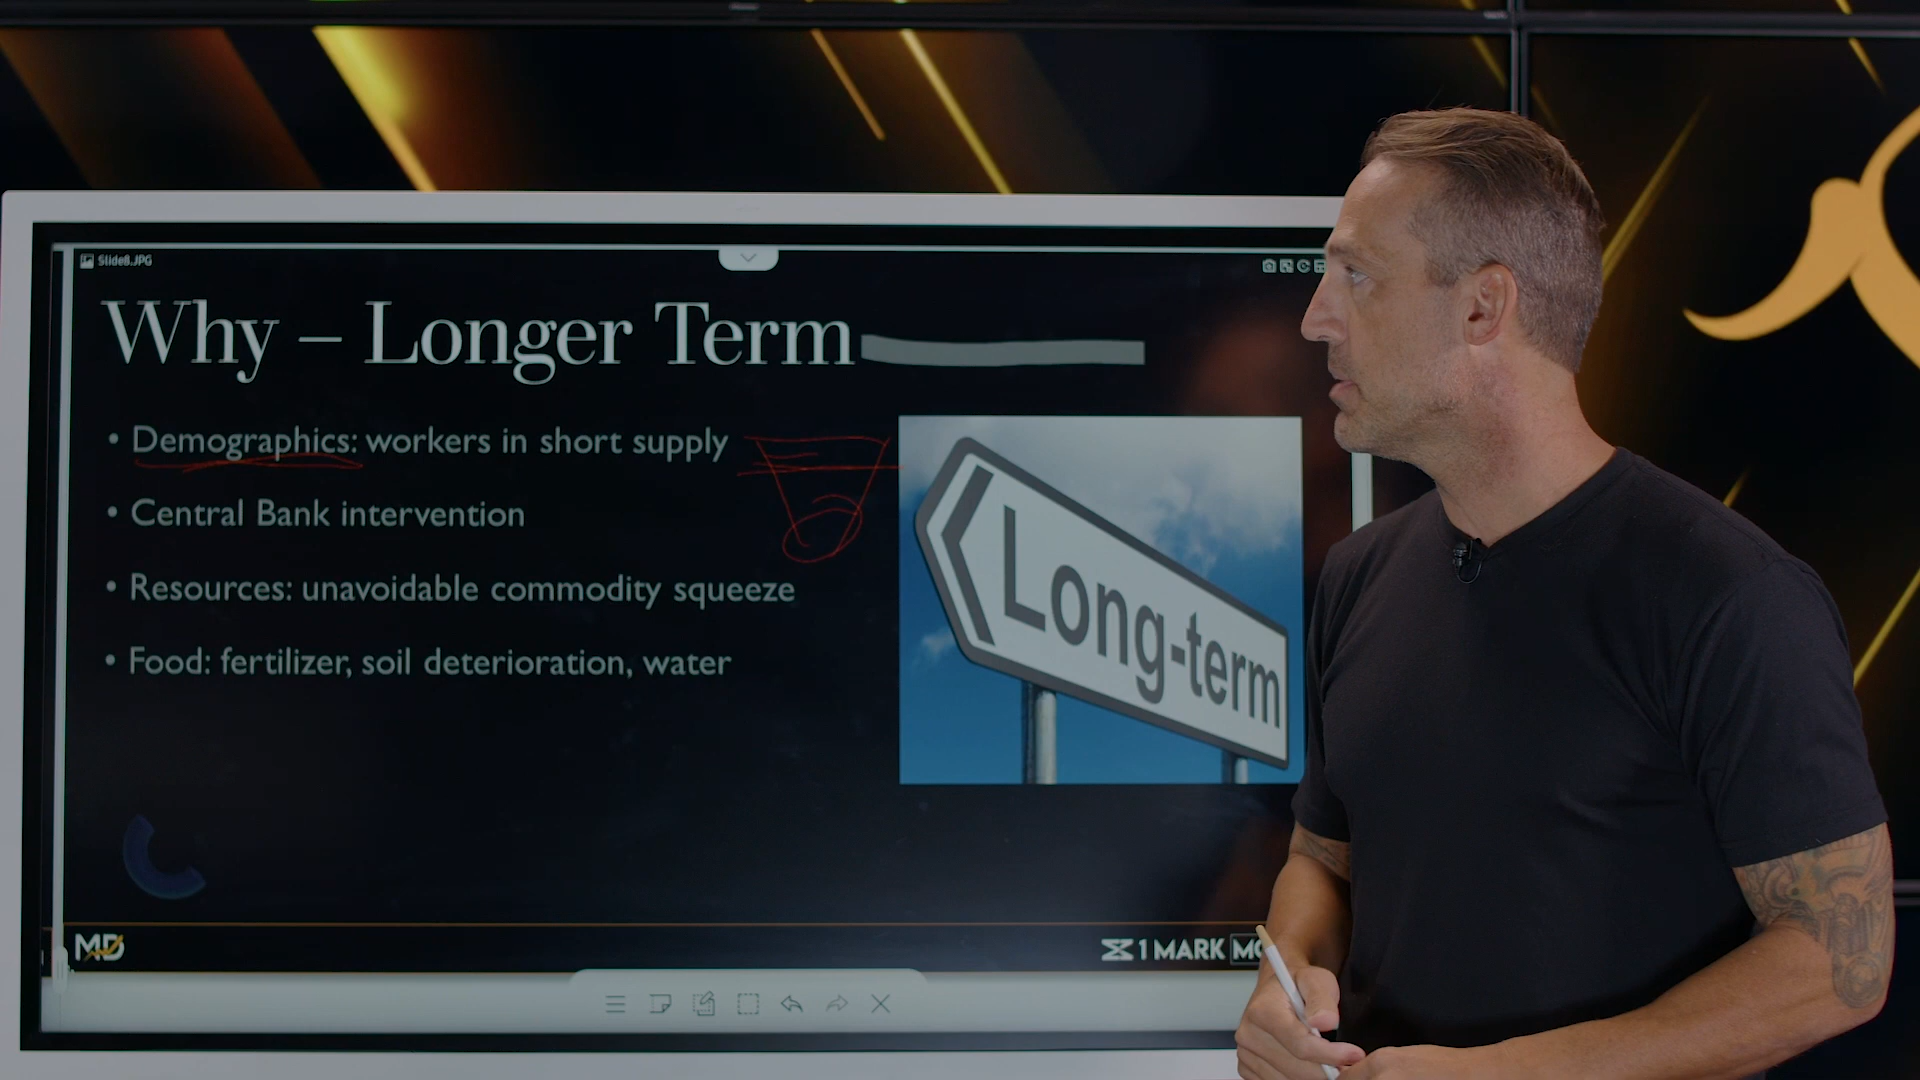 Slide8.JPG
Why – Longer Term
• Demographics: workers in short supply
• Central Bank intervention
• Resources: unavoidable commodity squeeze
• Food: fertilizer, soil deterioration, water
Long-term
MD
1 MARK